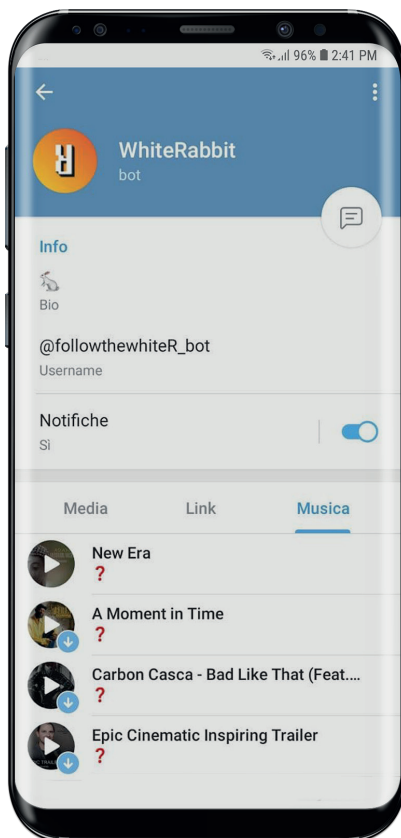 96% 2:41 PM
WhiteRabbit
bot
Info
Bio
@followthewhiteR_bot
Username
Notifiche
Sì
Media Link Musica
New Era
?
A Moment in Time
?
Carbon Casca - Bad Like That (Feat....
?
Epic Cinematic Inspiring Trailer
?